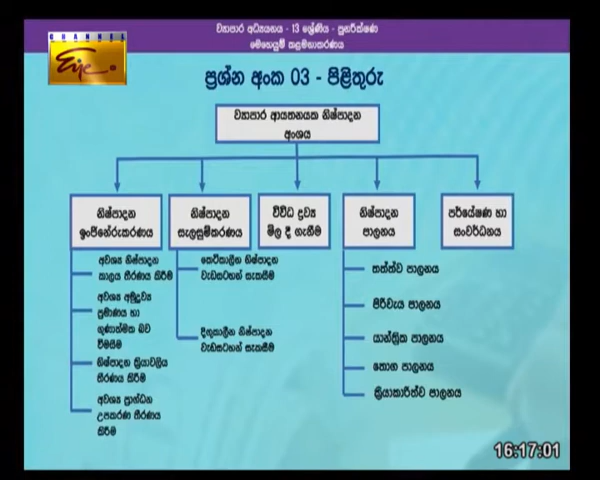 ව්‍යාපාර අධ්‍යයනය - 13 ශ්‍රේණිය - පුනරීක්ෂණ
මෙහෙයුම් කළමනාකරණය
CHANNEL
Eye
ප්‍රශ්න අංක 03 - පිළිතුරු
ව්‍යාපාර ආයතනයක නිෂ්පාදන
අංශය
නිෂ්පාදන
ඉංජිනේරුකරණය
නිෂ්පාදන
සැලසුම්කරණය
විවිධ ද්‍රව්‍ය
මිල දී ගැනීම
නිෂ්පාදන
පාලනය
පර්යේෂණ හා
සංවර්ධනය
අවශ්‍ය නිෂ්පාදන
කාලය තීරණය කිරීම
අවශ්‍ය අමුද්‍රව්‍ය
ප්‍රමාණය හා
ගුණාත්මක බව
විමසීම
නිෂ්පාදන ක්‍රියාවලිය
තීරණය කිරීම
අවශ්‍ය ප්‍රාග්ධන
උපකරණ තීරණය
කිරීම
කෙටිකාලීන නිෂ්පාදන
වැඩසටහන් සැකසීම
දිගුකාලීන නිෂ්පාදන
වැඩසටහන් සැකසීම
තත්ත්ව පාලනය
පිරිවැය පාලනය
යාන්ත්‍රික පාලනය
තොග පාලනය
ක්‍රියාකාරීත්ව පාලනය
16:17:01